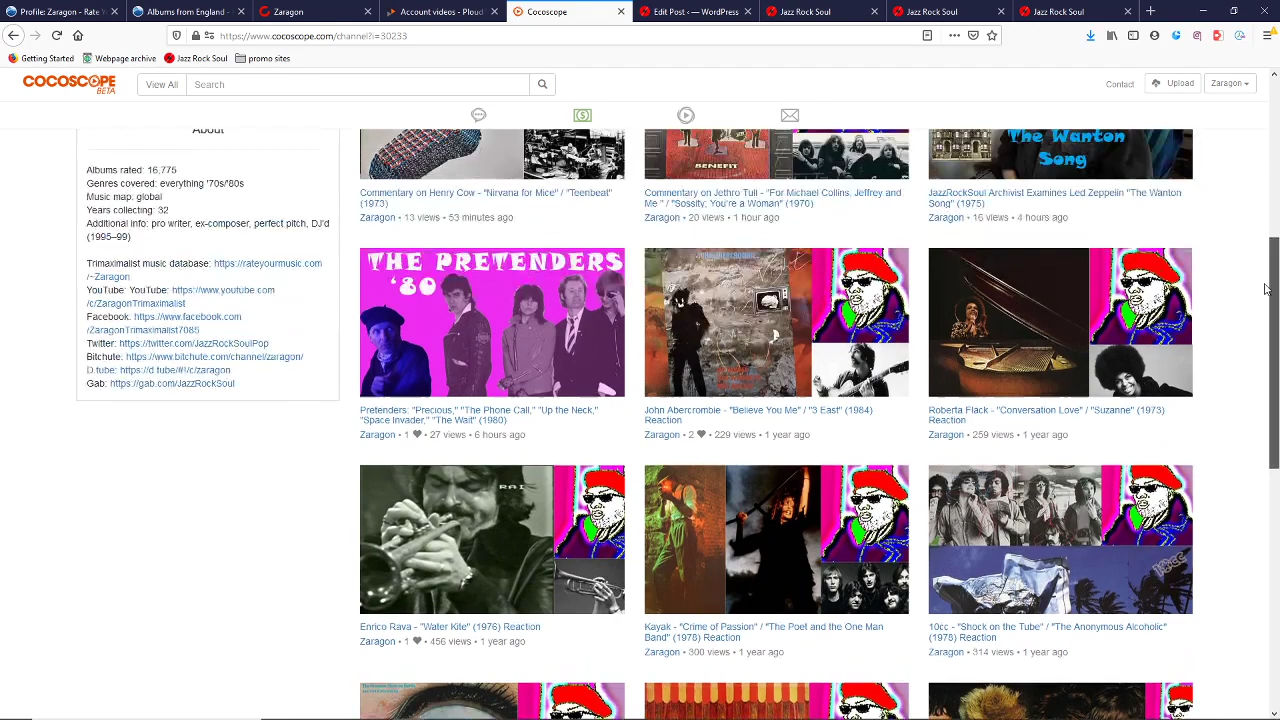 Profile: Zaragon - Rate Y
Albums from England -
Zaragon
Account videos - Ploud
Cocoscope
Edit Post ‹ — WordPress
Jazz Rock Soul
Jazz Rock Soul
Jazz Rock Soul
https://www.cocoscope.com/channel?i=30233
Getting Started
Webpage archive
Jazz Rock Soul
promo sites
COCOSCOPE
BETA
View All
Search
Contact
Upload
Zaragon
About
Albums rated: 16,775
Genres covered: everything '70s/'80s
Music map: global
Years collecting: 32
Additional info: pro writer, ex-composer, perfect pitch, DJ'd
(1995–99)
Trimaximalist music database: https://rateyourmusic.com
/~Zaragon
YouTube: YouTube: https://www.youtube.com
/c/ZaragonTrimaximalist
Facebook: https://www.facebook.com
/ZaragonTrimaximalist7085
Twitter: https://twitter.com/JazzRockSoulPop
Bitchute: https://www.bitchute.com/channel/zaragon/
D.tube: https://d.tube/#!/c/zaragon
Gab: https://gab.com/JazzRockSoul
BENEFIT
The Wanton
Song
Commentary on Henry Cow - "Nirvana for Mice" / "Teenbeat"
(1973)
Zaragon • 13 views • 53 minutes ago
Commentary on Jethro Tull - "For Michael Collins, Jeffrey and
Me " / "Sossity; You're a Woman" (1970)
Zaragon • 20 views • 1 hour ago
JazzRockSoul Archivist Examines Led Zeppelin "The Wanton
Song" (1975)
Zaragon • 16 views • 4 hours ago
THE PRETENDERS
'80
Pretenders: "Precious," "The Phone Call," "Up the Neck,"
"Space Invader," "The Wait" (1980)
Zaragon • 1 ♥ • 27 views • 6 hours ago
John Abercrombie - "Believe You Me" / "3 East" (1984)
Reaction
Zaragon • 2 ♥ • 229 views • 1 year ago
Roberta Flack - "Conversation Love" / "Suzanne" (1973)
Reaction
Zaragon • 259 views • 1 year ago
RAI
Enrico Rava - "Water Kite" (1976) Reaction
Zaragon • 1 ♥ • 456 views • 1 year ago
Kayak - "Crime of Passion" / "The Poet and the One Man
Band" (1978) Reaction
Zaragon • 300 views • 1 year ago
10cc
10cc - "Shock on the Tube" / "The Anonymous Alcoholic"
(1978) Reaction
Zaragon • 314 views • 1 year ago